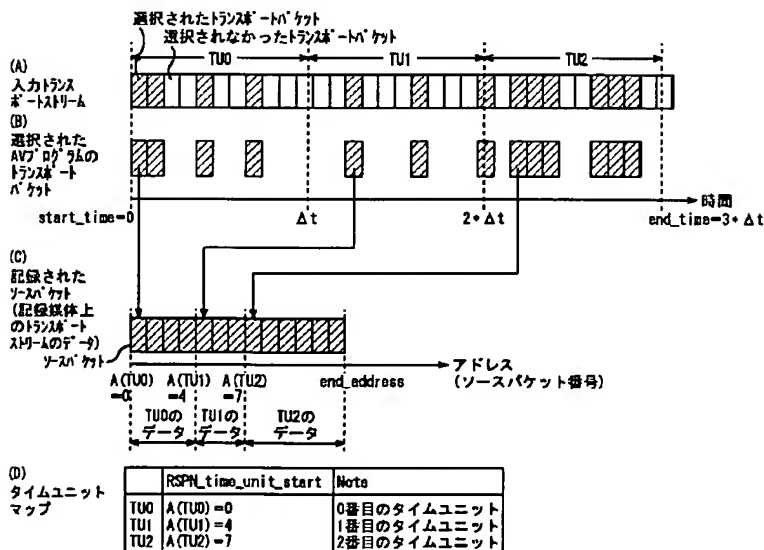 選択されたトランスポートパケット
選択されなかったトランスポートパケット
TU0 TU1 TU2
(A)
入力トランス
ポートストリーム
(B)
選択された
AVプログラムの
トランスポート
パケット
時間
start_time=0 Δt 2*Δt end_time=3*Δt
(C)
記録された
ソースパケット
(記録媒体上
のトランスポート
ストリームのデータ)
ソースパケット
アドレス
(ソースパケット番号)
A(TU0) A(TU1) A(TU2) end_address
=0 =4 =7
TU0の TU1の TU2の
データ データ データ
(D)
タイムユニット
マップ
RSPN_time_unit_start Note
TU0 A(TU0)=0 0番目のタイムユニット
TU1 A(TU1)=4 1番目のタイムユニット
TU2 A(TU2)=7 2番目のタイムユニット